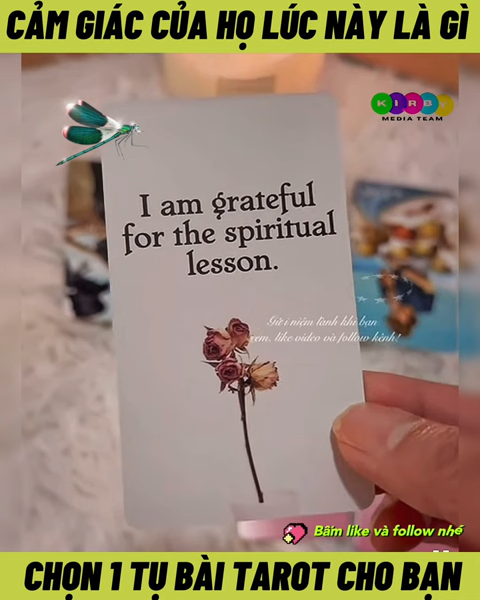 CẢM GIÁC CỦA HỌ LÚC NÀY LÀ GÌ
KIRBY
MEDIA TEAM
I am grateful
for the spiritual
lesson.
Gửi niệm lành khi bạn
xem, like video và follow kênh!
Bấm like và follow nhé
CHỌN 1 TỤ BÀI TAROT CHO BẠN